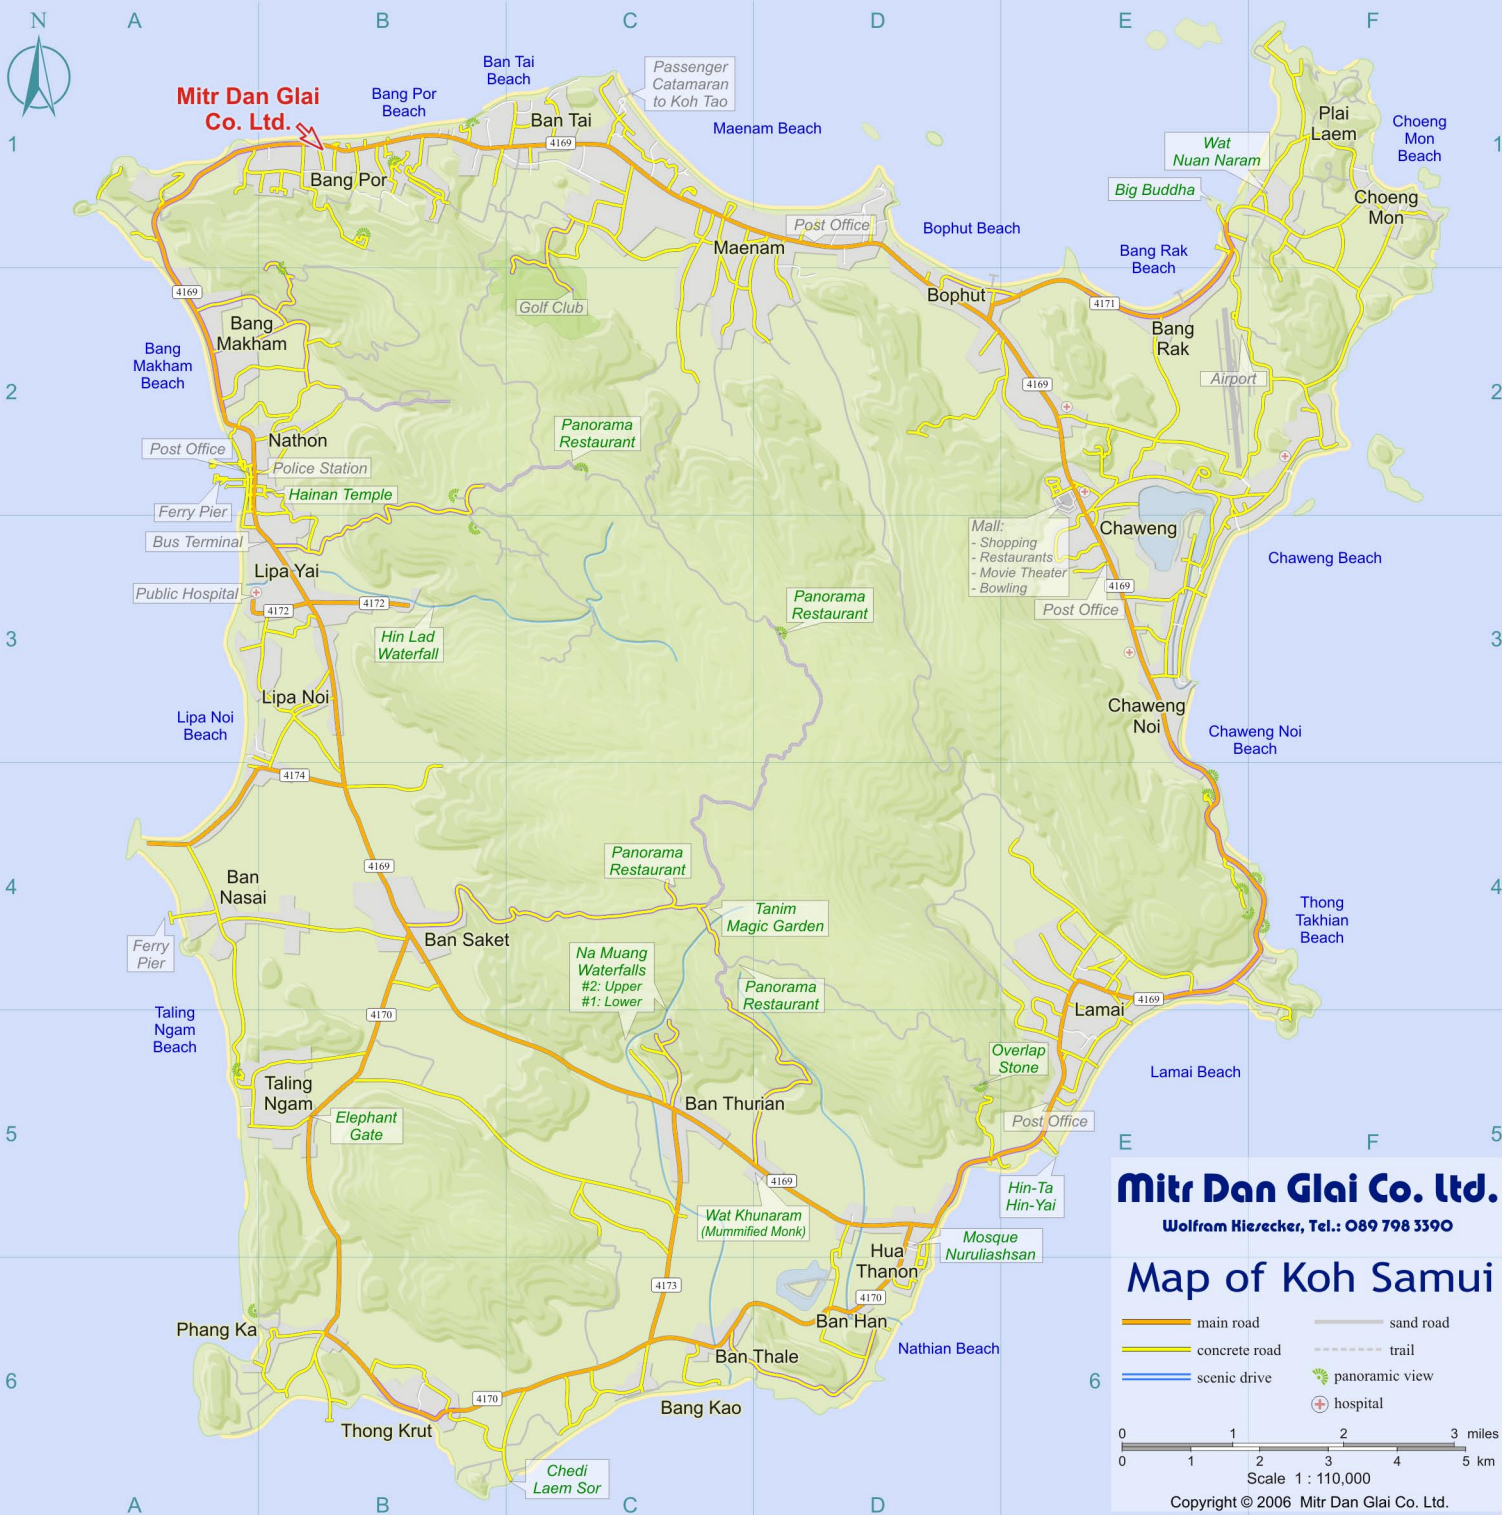 N
A
B
C
D
E
F
Ban Tai
Beach
Passenger
Catamaran
to Koh Tao
Mitr Dan Glai
Co. Ltd.
Bang Por
Beach
Ban Tai
Maenam Beach
Plai
Laem
Choeng
Mon
Beach
1
4169
Wat
Nuan Naram
1
Bang Por
Big Buddha
Choeng
Mon
Post Office
Bophut Beach
Maenam
Bang Rak
Beach
4169
Golf Club
Bophut
4171
Bang
Makham
Bang
Rak
Bang
Makham
Beach
Airport
2
4169
2
Panorama
Restaurant
Nathon
Post Office
Police Station
Hainan Temple
Ferry Pier
Bus Terminal
Mall:
- Shopping
- Restaurants
- Movie Theater
- Bowling
Chaweng
Chaweng Beach
Lipa Yai
Public Hospital
4172
4172
Panorama
Restaurant
4169
Post Office
3
Hin Lad
Waterfall
3
Lipa Noi
Chaweng
Noi
Lipa Noi
Beach
Chaweng Noi
Beach
4174
4169
Panorama
Restaurant
4
Ban
Nasai
4
Tanim
Magic Garden
Thong
Takhian
Beach
Ferry
Pier
Ban Saket
Na Muang
Waterfalls
#2: Upper
#1: Lower
Panorama
Restaurant
4169
Lamai
Taling
Ngam
Beach
4170
Overlap
Stone
Lamai Beach
Taling
Ngam
Ban Thurian
Elephant
Gate
Post Office
5
E
F
5
4169
Hin-Ta
Hin-Yai
Mitr Dan Glai Co. Ltd.
Wolfram Kiesecker, Tel.: 089 798 3390
Wat Khunaram
(Mummified Monk)
Mosque
Nuruliashsan
Hua
Thanon
Map of Koh Samui
4173
4170
Phang Ka
Ban Han
main road
sand road
Ban Thale
Nathian Beach
concrete road
trail
6
6
scenic drive
panoramic view
4170
Bang Kao
hospital
Thong Krut
0 1 2 3 miles
0 1 2 3 4 5 km
Chedi
Laem Sor
Scale 1 : 110,000
Copyright © 2006 Mitr Dan Glai Co. Ltd.
A
B
C
D